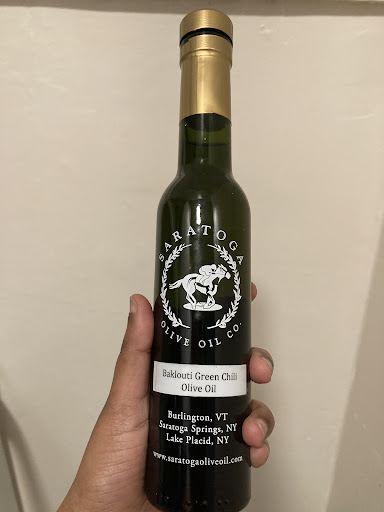 SARATOGA
OLIVE OIL CO.
Baklouti Green Chili
Olive Oil
Burlington, VT
Saratoga Springs, NY
Lake Placid, NY
www.saratogaoliveoil.com